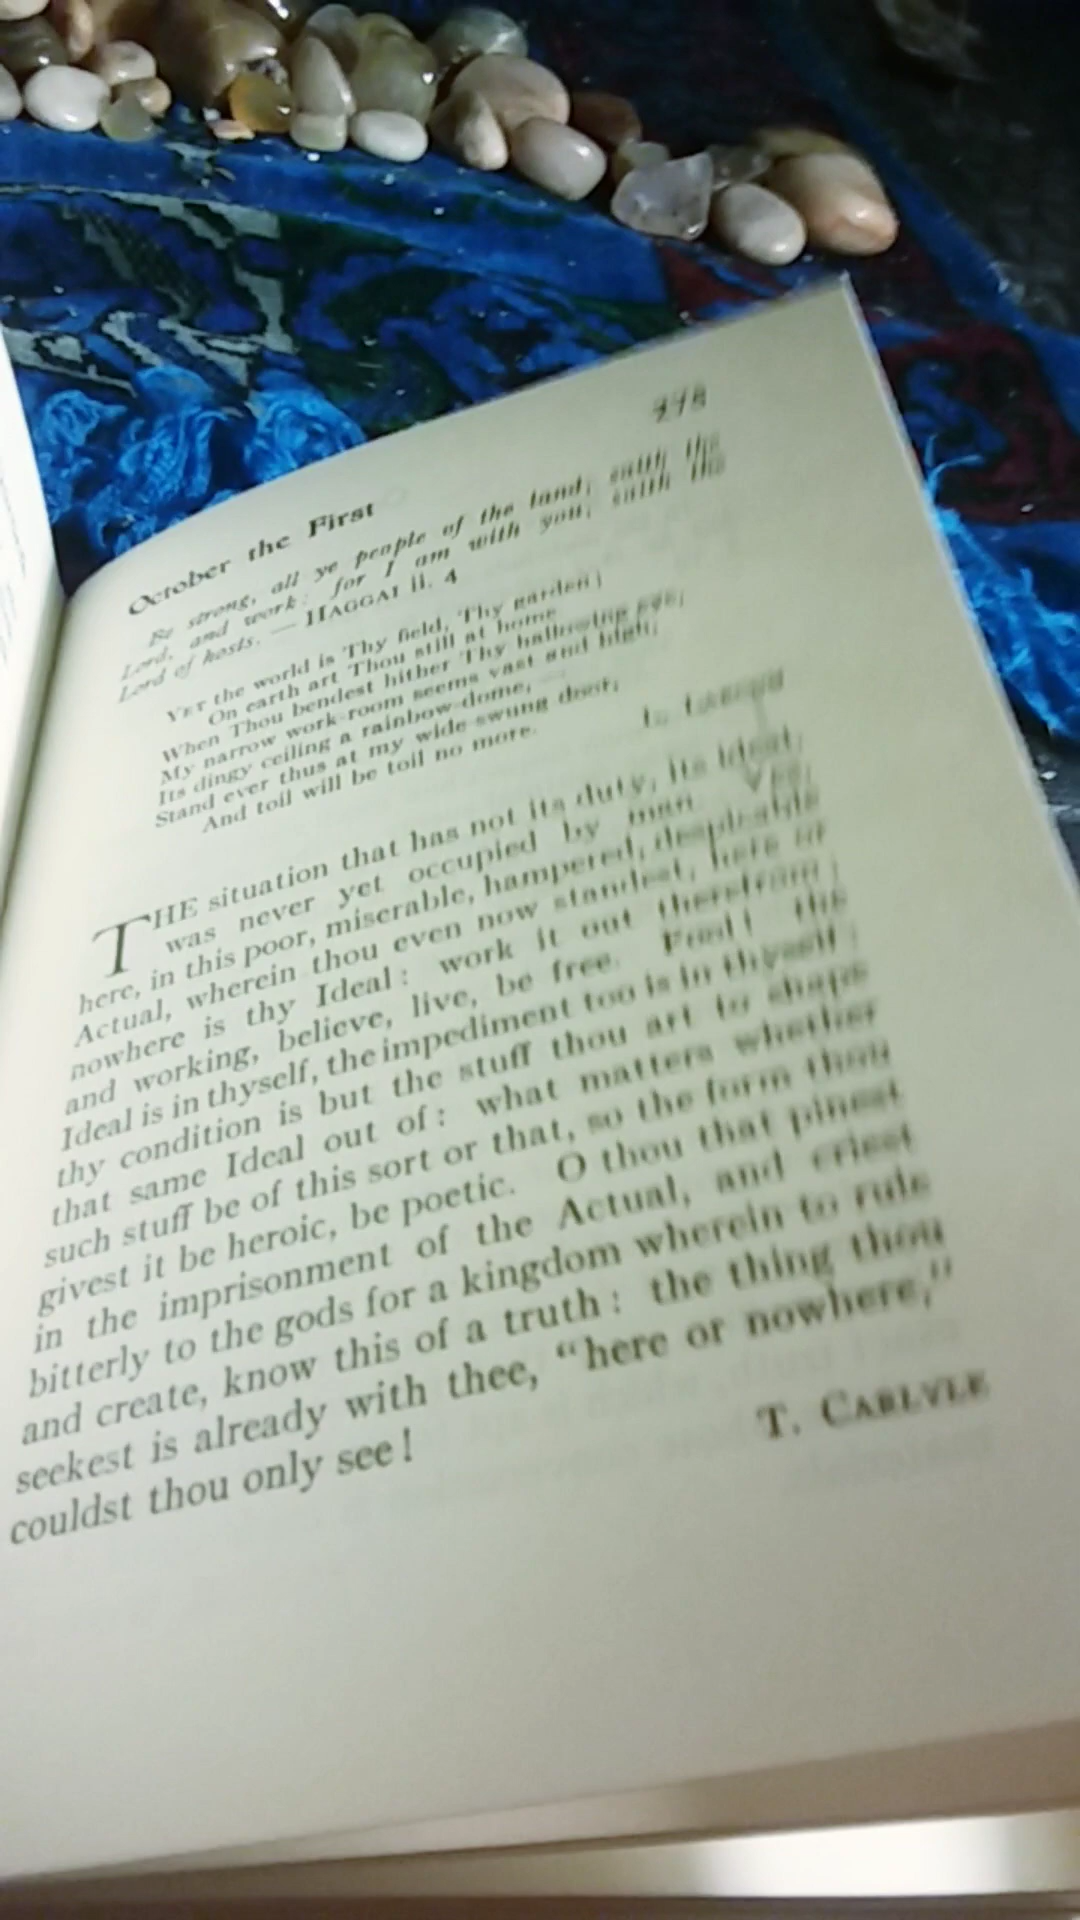 October the First
Be strong, all ye people of the land, saith the
Lord, and work: for I am with you, saith the
Lord of hosts. — HAGGAI II. 4
YET the world is Thy field, Thy garden;
On earth art Thou still at home.
When Thou bendest hither Thy hallowing eye,
My narrow work-room seems vast and high,
Its dingy ceiling a rainbow-dome, —
Stand ever thus at my wide-swung door,
And toil will be toil no more.
THE situation that has not its duty, its ideal,
was never yet occupied by man. Yes,
here, in this poor, miserable, hampered, despicable
Actual, wherein thou even now standest, here or
nowhere is thy Ideal: work it out therefrom;
and working, believe, live, be free. Fool! the
Ideal is in thyself, the impediment too is in thyself:
thy condition is but the stuff thou art to shape
that same Ideal out of: what matters whether
such stuff be of this sort or that, so the form thou
givest it be heroic, be poetic. O thou that pinest
in the imprisonment of the Actual, and criest
bitterly to the gods for a kingdom wherein to rule
and create, know this of a truth: the thing thou
seekest is already with thee, "here or nowhere,"
couldst thou only see!
T. CARLYLE